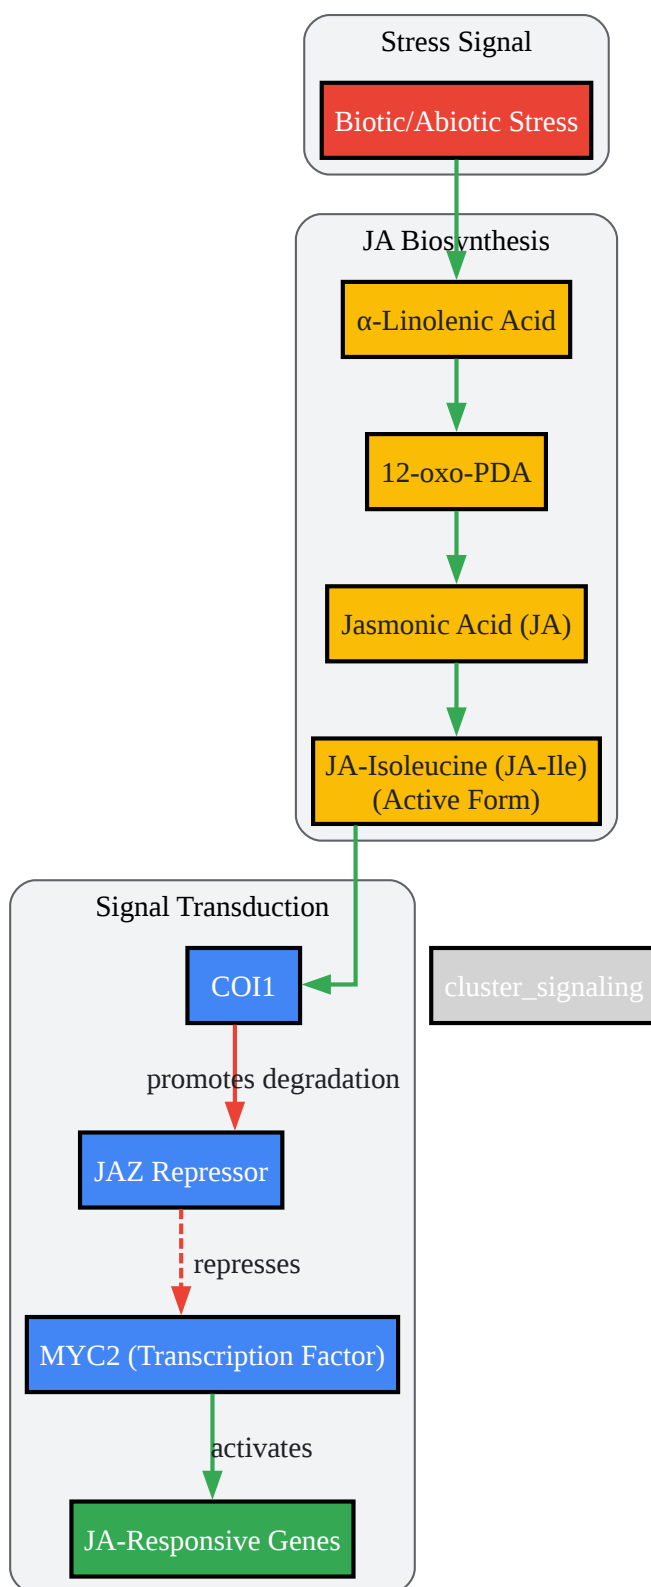 Stress Signal
Biotic/Abiotic Stress
JA Biosynthesis
α-Linolenic Acid
12-oxo-PDA
Jasmonic Acid (JA)
JA-Isoleucine (JA-Ile)
(Active Form)
Signal Transduction
COI1
cluster_signaling
promotes degradation
JAZ Repressor
represses
MYC2 (Transcription Factor)
activates
JA-Responsive Genes